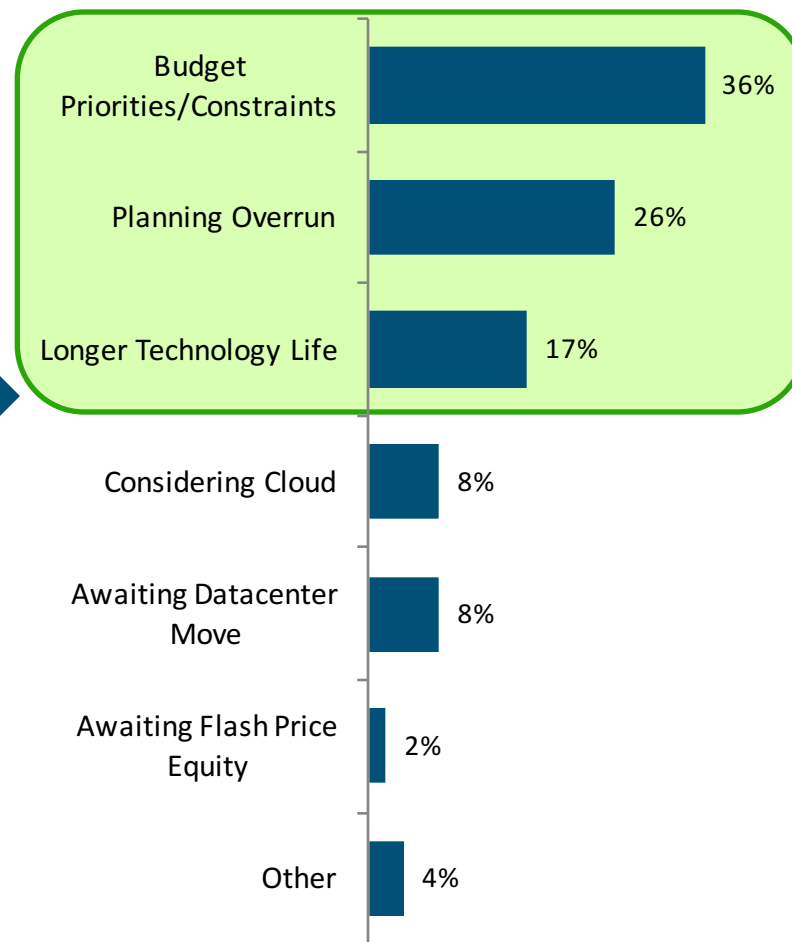 Budget
Priorities/Constraints
36%
Planning Overrun
26%
Longer Technology Life
17%
Considering Cloud
8%
Awaiting Datacenter
Move
8%
Awaiting Flash Price
Equity
2%
Other
4%